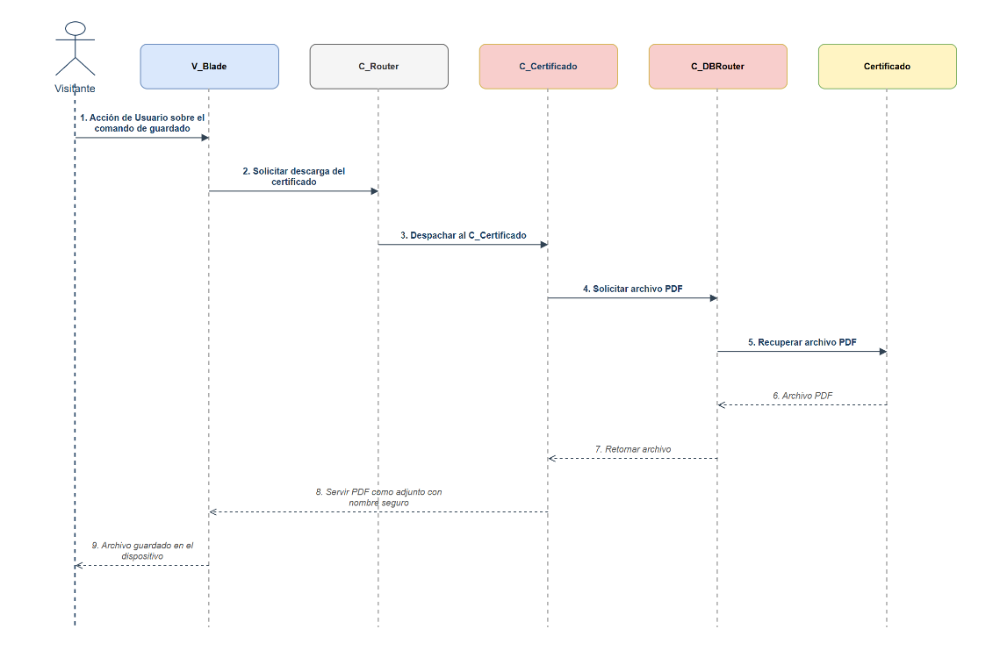 Visitante
V_Blade
C_Router
C_Certificado
C_DBRouter
Certificado
1. Acción de Usuario sobre el
comando de guardado
2. Solicitar descarga del
certificado
3. Despachar al C_Certificado
4. Solicitar archivo PDF
5. Recuperar archivo PDF
6. Archivo PDF
7. Retornar archivo
8. Servir PDF como adjunto con
nombre seguro
9. Archivo guardado en el
dispositivo